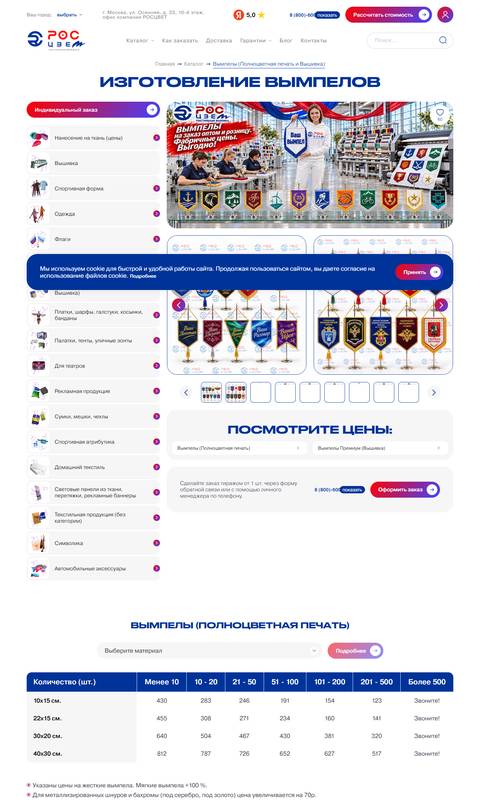 Ваш город: выбрать
г. Москва, ул. Осенняя, д. 23, 10-й этаж, офис компании РОСЦВЕТ
Я 5,0
8 (800)-600 показать
Рассчитать стоимость
РОС
ЦВЕТ
Каталог Как заказать Доставка Гарантии Блог Контакты
Поиск...
Главная Каталог Вымпелы (Полноцветная печать и Вышивка)
ИЗГОТОВЛЕНИЕ ВЫМПЕЛОВ
Индивидуальный заказ
Нанесение на ткань (цены)
Вышивка
Спортивная форма
Одежда
Флаги
Вышивка)
Платки, шарфы, галстуки, косынки, банданы
Палатки, тенты, уличные зонты
Для театров
Рекламная продукция
Сумки, мешки, чехлы
Спортивная атрибутика
Домашний текстиль
Световые панели из ткани, перетяжки, рекламные баннеры
Текстильная продукция (без категории)
Символика
Автомобильные аксессуары
РОС
ЦВЕТ
ВЫМПЕЛЫ
на заказ оптом и розницу.
Фабричные цены.
Выгодно!
Ваш
ВЫМПЕЛ
Мы используем cookie для быстрой и удобной работы сайта. Продолжая пользоваться сайтом, вы даете согласие на
использование файлов cookie. Подробнее
Принять
ПОСМОТРИТЕ ЦЕНЫ:
Вымпелы (Полноцветная печать)
Вымпелы Премиум (Вышивка)
Сделайте заказ тиражом от 1 шт. через форму
обратной связи или с помощью личного
менеджера по телефону.
8 (800)-600 показать
Оформить заказ
ВЫМПЕЛЫ (ПОЛНОЦВЕТНАЯ ПЕЧАТЬ)
Выберите материал
Подробнее
Количество (шт.) Менее 10 10 - 20 21 - 50 51 - 100 101 - 200 201 - 500 Более 500
10х15 см. 430 283 246 191 154 123 Звоните!
22х15 см. 455 308 271 234 160 141 Звоните!
30х20 см. 640 504 467 430 381 320 Звоните!
40х30 см. 812 787 726 652 627 517 Звоните!
* Указаны цены на жесткие вымпела. Мягкие вымпела +100 %.
* Для металлизированных шнуров и бахромы (под серебро, под золото) цена увеличивается на 70р.